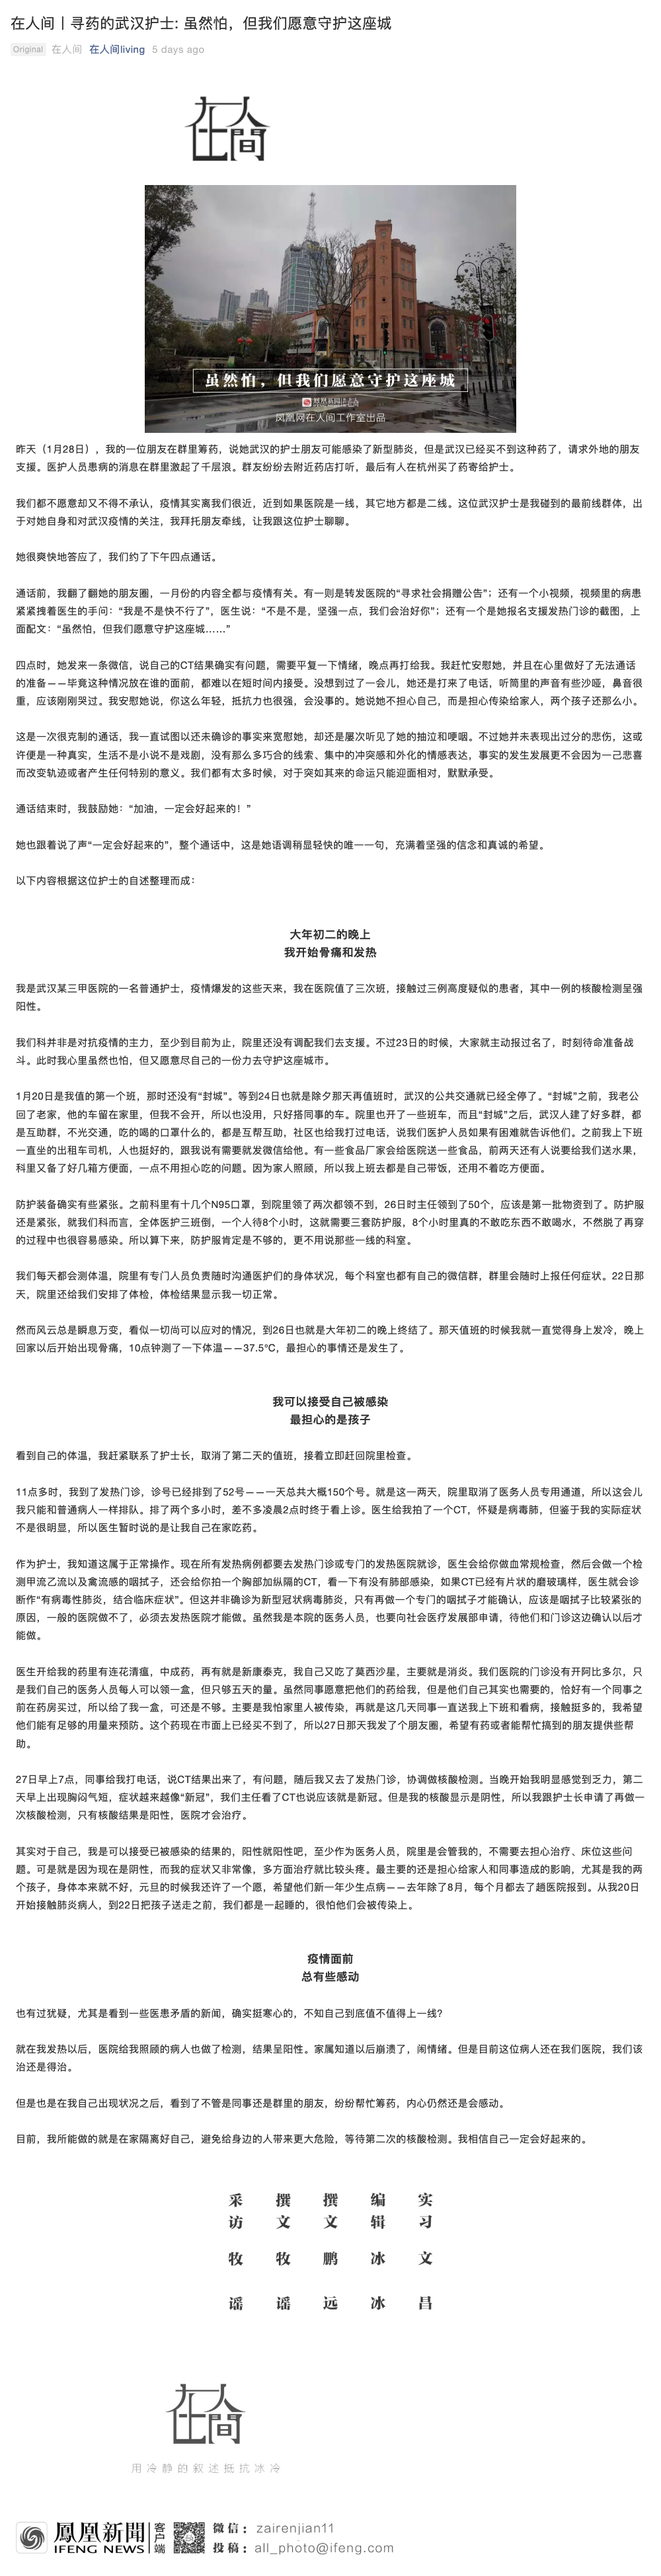 在人间丨寻药的武汉护士: 虽然怕，但我们愿意守护这座城
Original 在人间 在人间living 5 days ago
在人間
虽然怕，但我们愿意守护这座城
凤凰网在人间工作室出品
昨天（1月28日），我的一位朋友在群里筹药，说她武汉的护士朋友可能感染了新型肺炎，但是武汉已经买不到这种药了，请求外地的朋友
支援。医护人员患病的消息在群里激起了千层浪。群友纷纷去附近药店打听，最后有人在杭州买了药寄给护士。
我们都不愿意却又不得不承认，疫情其实离我们很近，近到如果医院是一线，其它地方都是二线。这位武汉护士是我碰到的最前线群体，出
于对她自身和对武汉疫情的关注，我拜托朋友牵线，让我跟这位护士聊聊。
她很爽快地答应了，我们约了下午四点通话。
通话前，我翻了翻她的朋友圈，一月份的内容全都与疫情有关。有一则是转发医院的“寻求社会捐赠公告”；还有一个小视频，视频里的病患
紧紧拽着医生的手问：“我是不是快不行了”，医生说：“不是不是，坚强一点，我们会治好你”；还有一个是她报名支援发热门诊的截图，上
面配文：“虽然怕，但我们愿意守护这座城……”
四点时，她发来一条微信，说自己的CT结果确实有问题，需要平复一下情绪，晚点再打给我。我赶忙安慰她，并且在心里做好了无法通话
的准备——毕竟这种情况放在谁的面前，都难以在短时间内接受。没想到过了一会儿，她还是打来了电话，听筒里的声音有些沙哑，鼻音很
重，应该刚刚哭过。我安慰她说，你这么年轻，抵抗力也很强，会没事的。她说她不担心自己，而是担心传染给家人，两个孩子还那么小。
这是一次很克制的通话，我一直试图以还未确诊的事实来宽慰她，却还是屡次听见了她的抽泣和哽咽。不过她并未表现出过分的悲伤，这或
许便是一种真实，生活不是小说不是戏剧，没有那么多巧合的线索、集中的冲突感和外化的情感表达，事实的发生发展更不会因为一己悲喜
而改变轨迹或者产生任何特别的意义。我们都有太多时候，对于突如其来的命运只能迎面相对，默默承受。
通话结束时，我鼓励她：“加油，一定会好起来的！”
她也跟着说了声“一定会好起来的”，整个通话中，这是她语调稍显轻快的唯一一句，充满着坚强的信念和真诚的希望。
以下内容根据这位护士的自述整理而成：
大年初二的晚上
我开始骨痛和发热
我是武汉某三甲医院的一名普通护士，疫情爆发的这些天来，我在医院值了三次班，接触过三例高度疑似的患者，其中一例的核酸检测呈强
阳性。
我们科并非是对抗疫情的主力，至少到目前为止，院里还没有调配我们去支援。不过23日的时候，大家就主动报过名了，时刻待命准备战
斗。此时我心里虽然也怕，但又愿意尽自己的一份力去守护这座城市。
1月20日是我值的第一个班，那时还没有“封城”。等到24日也就是除夕那天再值班时，武汉的公共交通就已经全停了。“封城”之前，我老公
回了老家，他的车留在家里，但我不会开，所以也没用，只好搭同事的车。院里也开了一些班车，而且“封城”之后，武汉人建了好多群，都
是互助群，不光交通，吃的喝的口罩什么的，都是互帮互助，社区也给我打过电话，说我们医护人员如果有困难就告诉他们。之前我上下班
一直坐的出租车司机，人也挺好的，跟我说有需要就发微信给他。有一些食品厂家会给医院送一些食品，前两天还有人说要给我们送水果，
科里又备了好几箱方便面，一点不用担心吃的问题。因为家人照顾，所以我上班去都是自己带饭，还用不着吃方便面。
防护装备确实有些紧张。之前科里有十几个N95口罩，到院里领了两次都领不到，26日时主任领到了50个，应该是第一批物资到了。防护服
还是紧张，就我们科而言，全体医护三班倒，一个人待8个小时，这就需要三套防护服，8个小时里真的不敢吃东西不敢喝水，不然脱了再穿
的过程中也很容易感染。所以算下来，防护服肯定是不够的，更不用说那些一线的科室。
我们每天都会测体温，院里有专门人员负责随时沟通医护们的身体状况，每个科室也都有自己的微信群，群里会随时上报任何症状。22日那
天，院里还给我们安排了体检，体检结果显示我一切正常。
然而风云总是瞬息万变，看似一切尚可以应对的情况，到26日也就是大年初二的晚上终结了。那天值班的时候我就一直觉得身上发冷，晚上
回家以后开始出现骨痛，10点钟测了一下体温——37.5℃，最担心的事情还是发生了。
我可以接受自己被感染
最担心的是孩子
看到自己的体温，我赶紧联系了护士长，取消了第二天的值班，接着立即赶回院里检查。
11点多时，我到了发热门诊，诊号已经排到了52号——一天总共大概150个号。就是这一两天，院里取消了医务人员专用通道，所以这会儿
我只能和普通病人一样排队。排了两个多小时，差不多凌晨2点时终于看上诊。医生给我拍了一个CT，怀疑是病毒肺，但鉴于我的实际症状
不是很明显，所以医生暂时说的是让我自己在家吃药。
作为护士，我知道这属于正常操作。现在所有发热病例都要去发热门诊或专门的发热医院就诊，医生会给你做血常规检查，然后会做一个检
测甲流乙流以及禽流感的咽拭子，还会给你拍一个胸部加纵隔的CT，看一下有没有肺部感染，如果CT已经有片状的磨玻璃样，医生就会诊
断作“有病毒性肺炎，结合临床症状”。但这并非确诊为新型冠状病毒肺炎，只有再做一个专门的咽拭子才能确认，应该是咽拭子比较紧张的
原因，一般的医院做不了，必须去发热医院才能做。虽然我是本院的医务人员，也要向社会医疗发展部申请，待他们和门诊这边确认以后才
能做。
医生开给我的药里有连花清瘟，中成药，再有就是新康泰克，我自己又吃了莫西沙星，主要就是消炎。我们医院的门诊没有开阿比多尔，只
是我们自己的医务人员每人可以领一盒，但只够五天的量。虽然同事愿意把他们的药给我，但是他们自己其实也需要的，恰好有一个同事之
前在药房买过，所以给了我一盒，可还是不够。主要是我怕家里人被传染，再就是这几天同事一直送我上下班和看病，接触挺多的，我希望
他们能有足够的用量来预防。这个药现在市面上已经买不到了，所以27日那天我发了个朋友圈，希望有药或者能帮忙搞到的朋友提供些帮
助。
27日早上7点，同事给我打电话，说CT结果出来了，有问题，随后我又去了发热门诊，协调做核酸检测。当晚开始我明显感觉到乏力，第二
天早上出现胸闷气短，症状越来越像“新冠”，我们主任看了CT也说应该就是新冠。但是我的核酸显示是阴性，所以我跟护士长申请了再做一
次核酸检测，只有核酸结果是阳性，医院才会治疗。
其实对于自己，我是可以接受已被感染的结果的，阳性就阳性吧，至少作为医务人员，院里是会管我的，不需要去担心治疗、床位这些问
题。可是就是因为现在是阴性，而我的症状又非常像，多方面治疗就比较头疼。最主要的还是担心给家人和同事造成的影响，尤其是我的两
个孩子，身体本来就不好，元旦的时候我还许了一个愿，希望他们新一年少生点病——去年除了8月，每个月都去了趟医院报到。从我20日
开始接触肺炎病人，到22日把孩子送走之前，我们都是一起睡的，很怕他们会被传染上。
疫情面前
总有些感动
也有过犹疑，尤其是看到一些医患矛盾的新闻，确实挺寒心的，不知自己到底值不值得上一线？
就在我发热以后，医院给我照顾的病人也做了检测，结果呈阳性。家属知道以后崩溃了，闹情绪。但是目前这位病人还在我们医院，我们该
治还是得治。
但是也是在我自己出现状况之后，看到了不管是同事还是群里的朋友，纷纷帮忙筹药，内心仍然还是会感动。
目前，我所能做的就是在家隔离好自己，避免给身边的人带来更大危险，等待第二次的核酸检测。我相信自己一定会好起来的。
采访 牧谣
撰文 牧谣
撰文 鹏远
编辑 冰冰
实习 文昌
在人間
用冷静的叙述抵抗冰冷
鳳凰新聞 客户端
IFENG NEWS
微信：zairenjian11
投稿：all_photo@ifeng.com